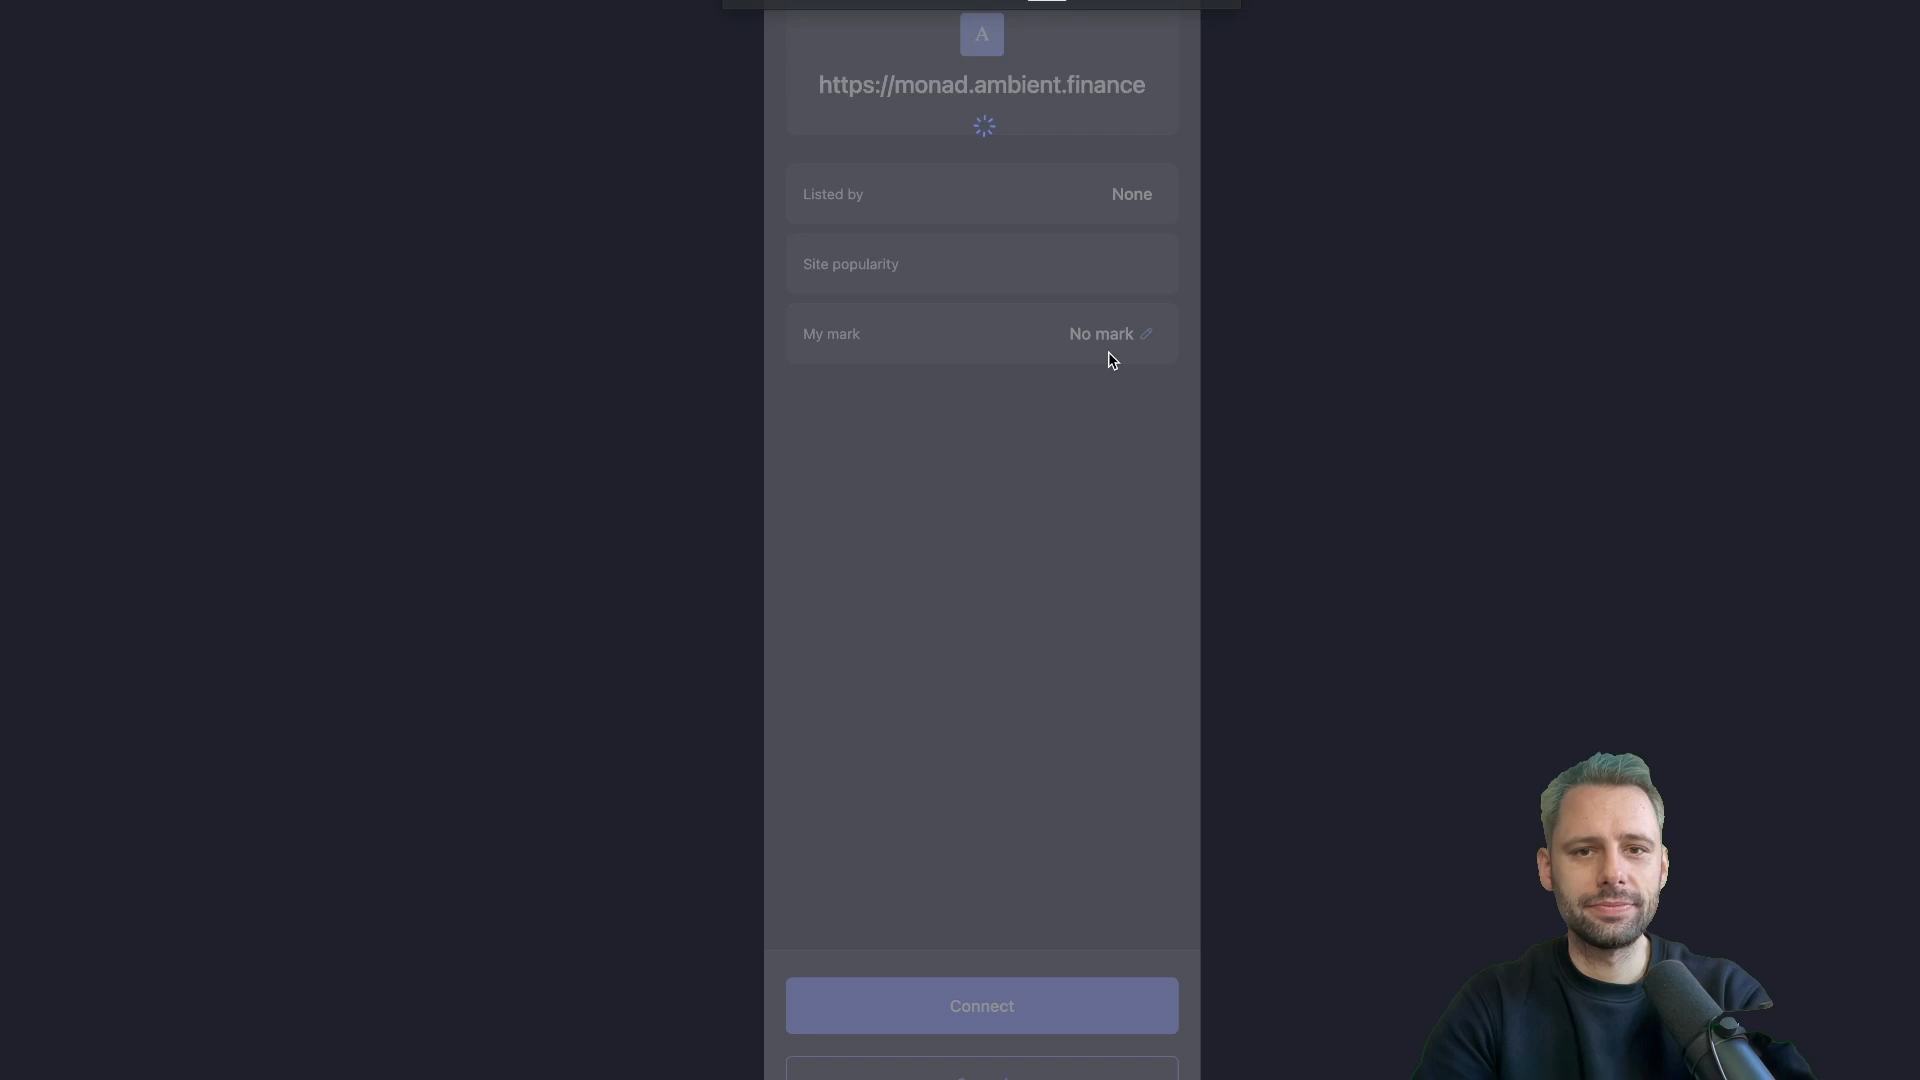 A
https://monad.ambient.finance
Listed by
None
Site popularity
My mark
No mark
Connect